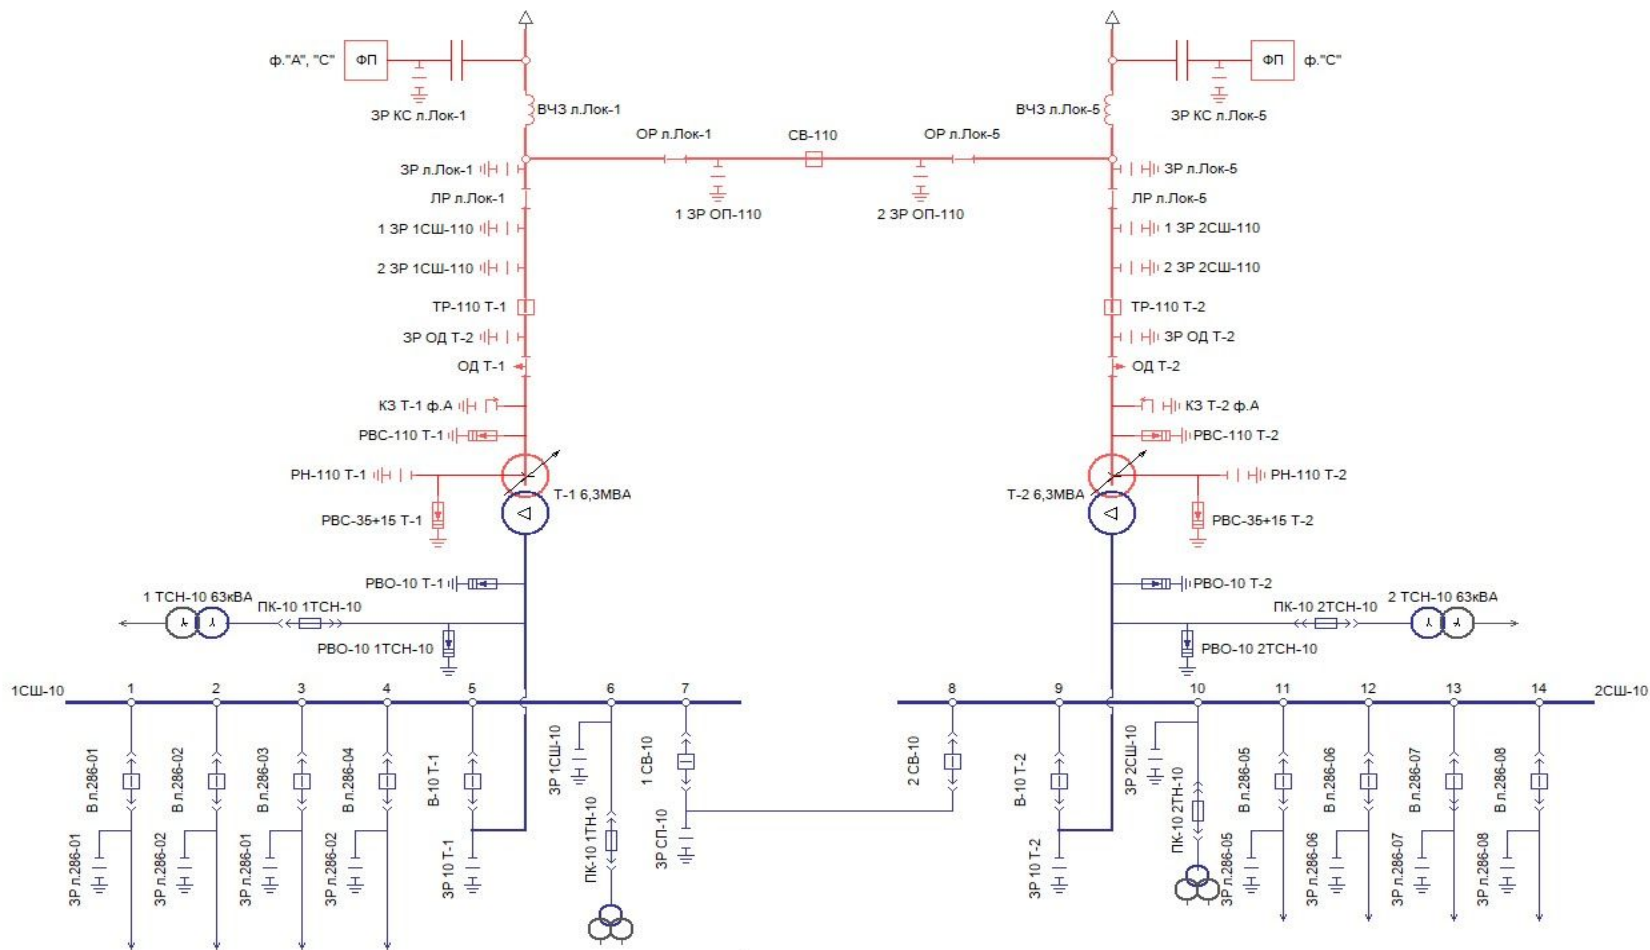 ф."А", "С"
ФП
ФП
ф."С"
ЗР КС л.Лок-1
ВЧЗ л.Лок-1
ВЧЗ л.Лок-5
ЗР КС л.Лок-5
ОР л.Лок-1
СВ-110
ОР л.Лок-5
ЗР л.Лок-1
ЗР л.Лок-5
ЛР л.Лок-1
ЛР л.Лок-5
1 ЗР ОП-110
2 ЗР ОП-110
1 ЗР 1СШ-110
1 ЗР 2СШ-110
2 ЗР 1СШ-110
2 ЗР 2СШ-110
ТР-110 Т-1
ТР-110 Т-2
ЗР ОД Т-2
ЗР ОД Т-2
ОД Т-1
ОД Т-2
КЗ Т-1 ф.А
КЗ Т-2 ф.А
РВС-110 Т-1
РВС-110 Т-2
РН-110 Т-1
РН-110 Т-2
Т-1 6,3МВА
Т-2 6,3МВА
РВС-35+15 Т-1
РВС-35+15 Т-2
РВО-10 Т-1
РВО-10 Т-2
1 ТСН-10 63кВА
ПК-10 1ТСН-10
ПК-10 2ТСН-10
2 ТСН-10 63кВА
РВО-10 1ТСН-10
РВО-10 2ТСН-10
1СШ-10
1
2
3
4
5
6
7
8
9
10
11
12
13
14
2СШ-10
В л.286-01
В л.286-02
В л.286-03
В л.286-04
В-10 Т-1
ЗР 1СШ-10
1 СВ-10
2 СВ-10
В-10 Т-2
ЗР 2СШ-10
В л.286-05
В л.286-06
В л.286-07
В л.286-08
ЗР л.286-01
ЗР л.286-02
ЗР л.286-01
ЗР л.286-02
ЗР 10 Т-1
ПК-10 1ТН-10
ЗР СП-10
ЗР 10 Т-2
ПК-10 2ТН-10
ЗР л.286-05
ЗР л.286-06
ЗР л.286-07
ЗР л.286-08